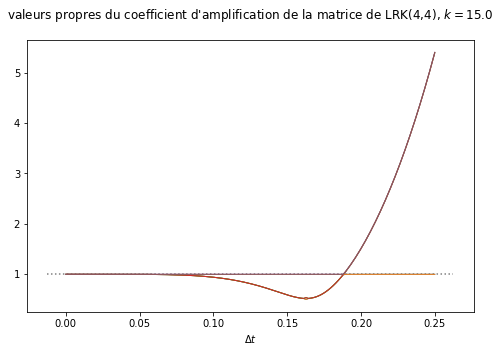 valeurs propres du coefficient d'amplification de la matrice de LRK(4,4), k = 15.0
5
4
3
2
1
0.00 0.05 0.10 0.15 0.20 0.25
Δt